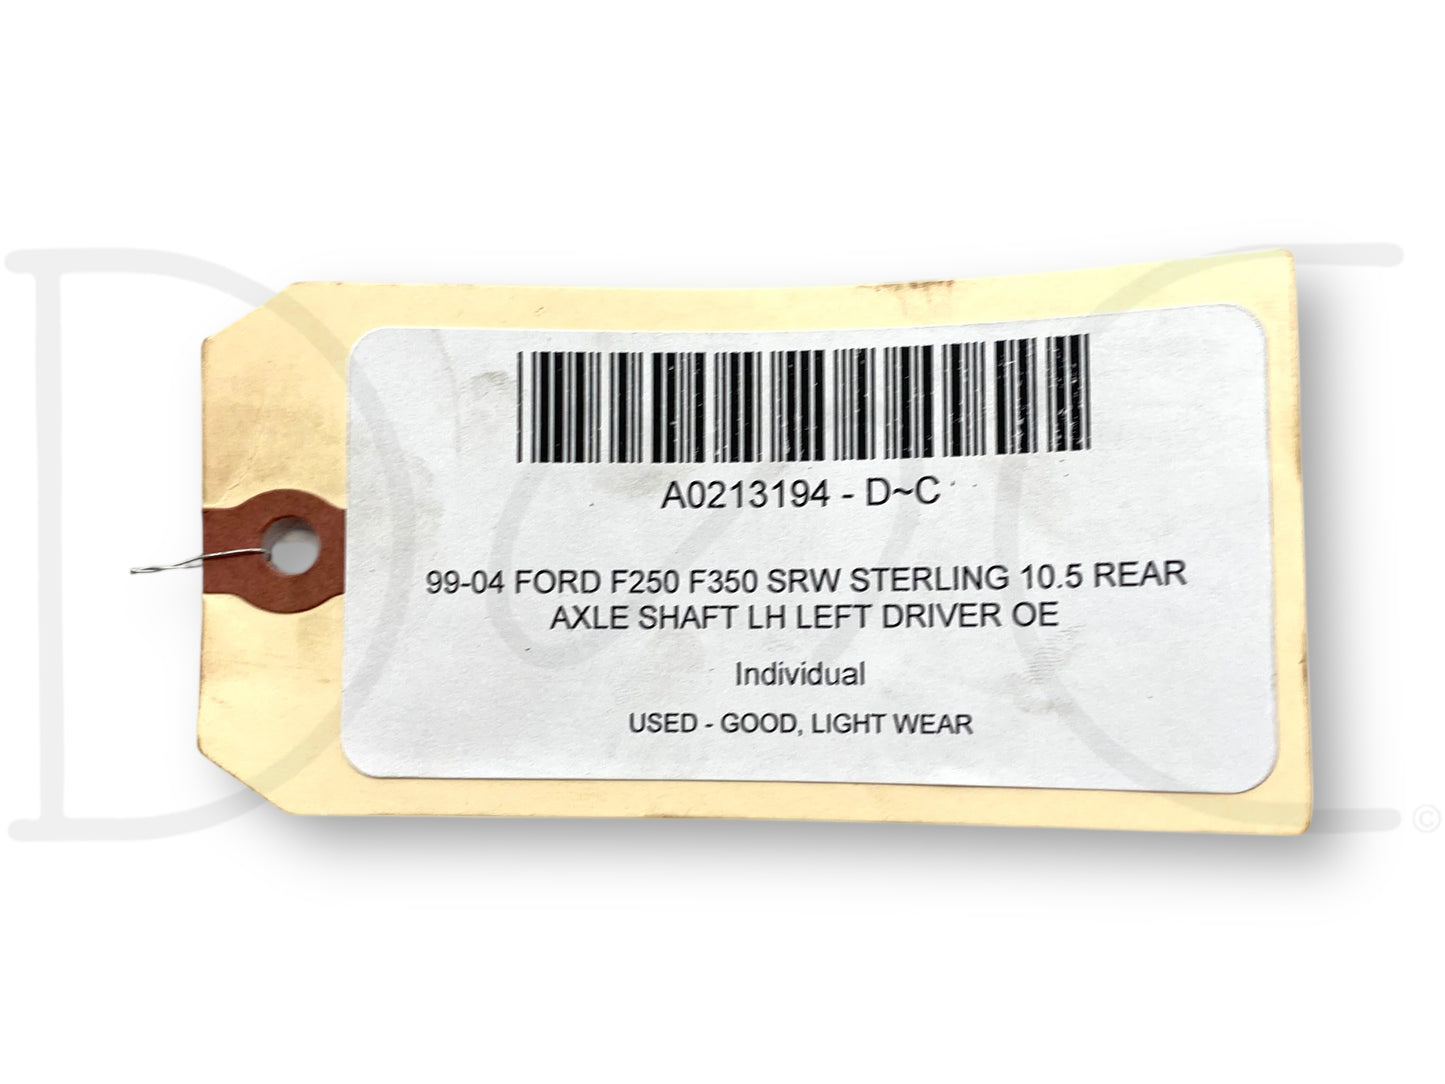 A0213194 - D~C
99-04 FORD F250 F350 SRW STERLING 10.5 REAR
AXLE SHAFT LH LEFT DRIVER OE
Individual
USED - GOOD, LIGHT WEAR
D~C
©